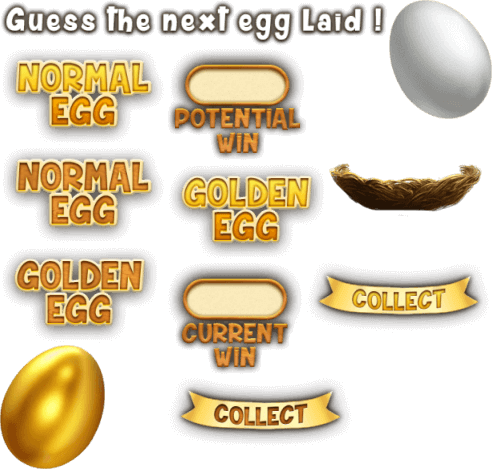 Guess the next egg Laid !
NORMAL
EGG
POTENTIAL
WIN
NORMAL
EGG
GOLDEN
EGG
GOLDEN
EGG
CURRENT
WIN
COLLECT
COLLECT